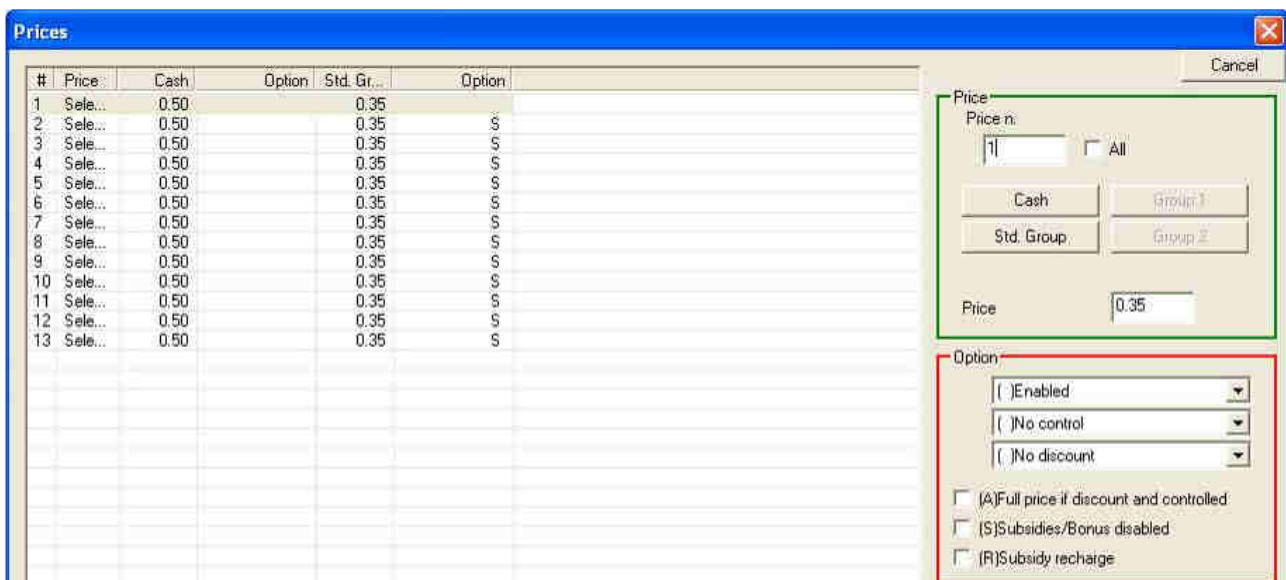 Prices
Cancel
# Price Cash Option Std. Gr... Option
1 Sele... 0.50 0.35
2 Sele... 0.50 0.35 S
3 Sele... 0.50 0.35 S
4 Sele... 0.50 0.35 S
5 Sele... 0.50 0.35 S
6 Sele... 0.50 0.35 S
7 Sele... 0.50 0.35 S
8 Sele... 0.50 0.35 S
9 Sele... 0.50 0.35 S
10 Sele... 0.50 0.35 S
11 Sele... 0.50 0.35 S
12 Sele... 0.50 0.35 S
13 Sele... 0.50 0.35 S
Price
Price n.
1 All
Cash Group 1
Std. Group Group 2
Price 0.35
Option
( )Enabled
( )No control
( )No discount
(A)Full price if discount and controlled
(S)Subsidies/Bonus disabled
(R)Subsidy recharge